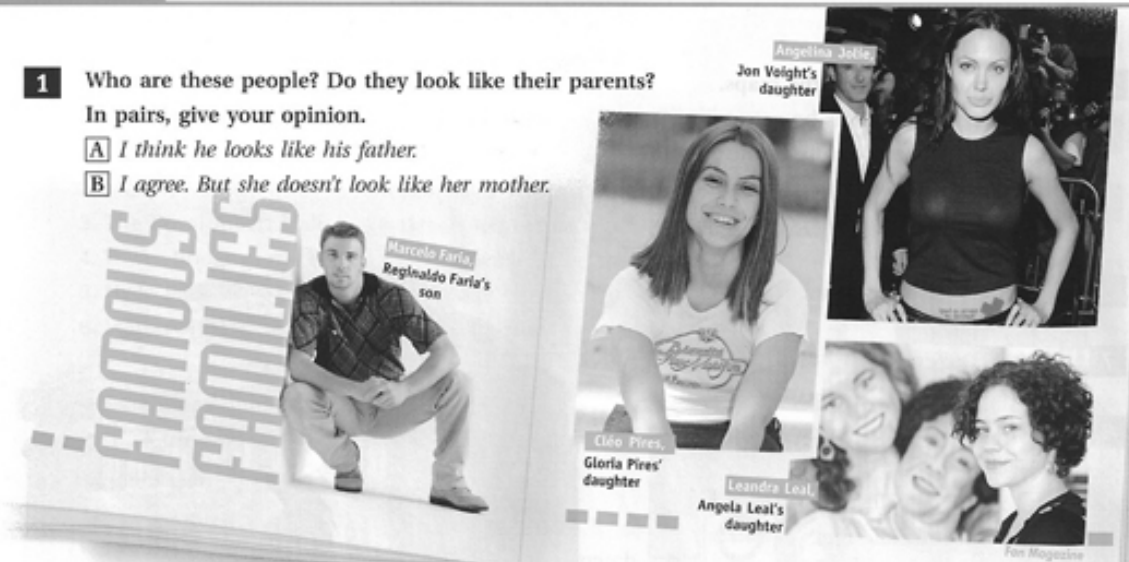 1 Who are these people? Do they look like their parents?
In pairs, give your opinion.
A I think he looks like his father.
B I agree. But she doesn't look like her mother.
FAMOUS
FAMILIES
Marcelo Faria,
Reginaldo Faria's
son
Angelina Jolie,
Jon Voight's
daughter
Cléo Pires,
Gloria Pires'
daughter
Leandra Leal,
Angela Leal's
daughter
Fan Magazine